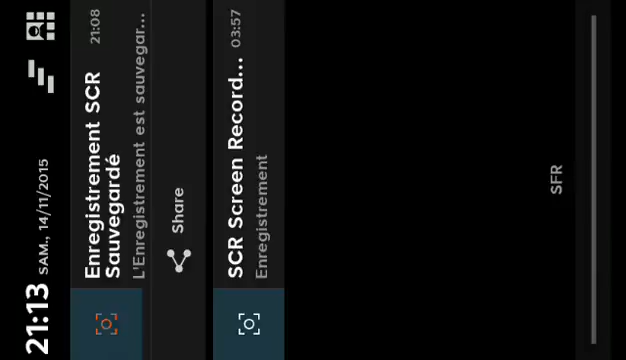 21:13 SAM., 14/11/2015
Enregistrement SCR 21:08
Sauvegardé
L'Enregistrement est sauvegar...
Share
SCR Screen Record... 03:57
Enregistrement
SFR